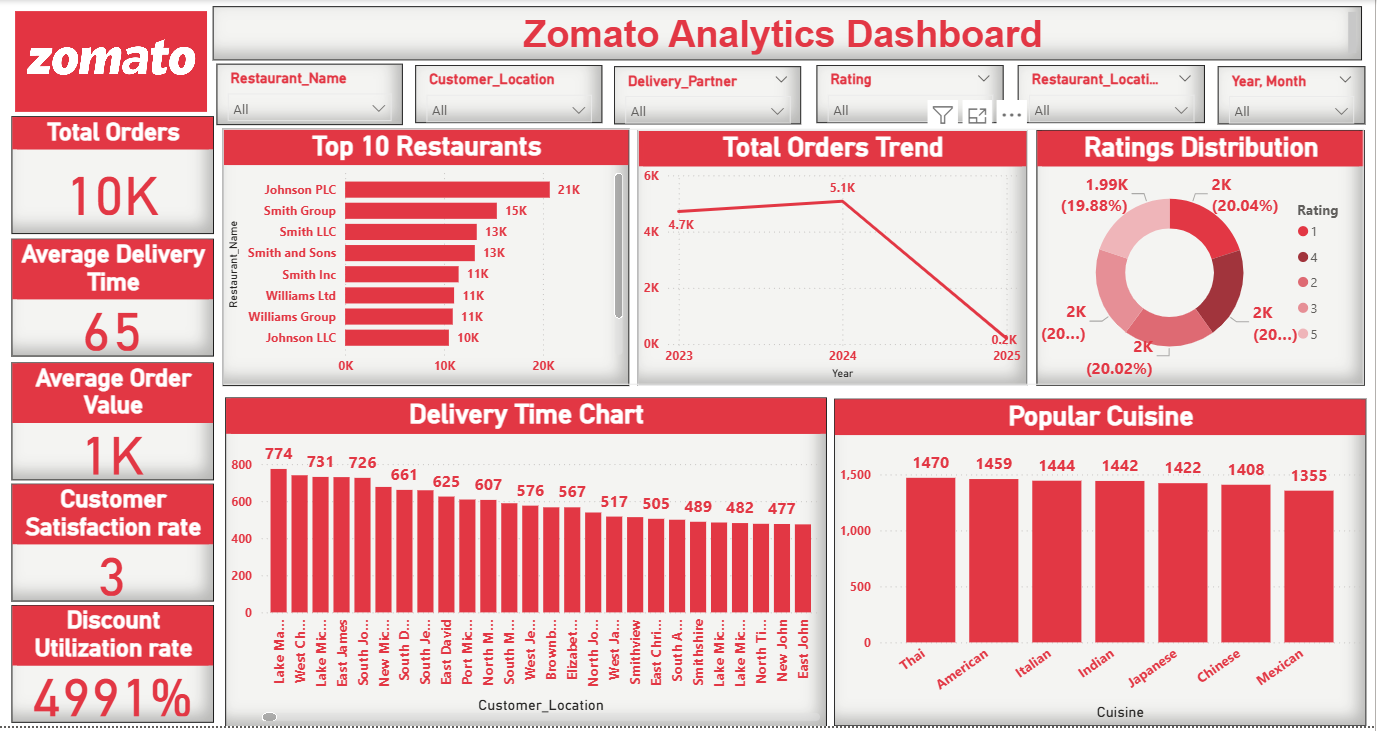 zomato
Zomato Analytics Dashboard
Restaurant_Name
All
Customer_Location
All
Delivery_Partner
All
Rating
All
Restaurant_Locati...
All
Year, Month
All
Total Orders
10K
Average Delivery
Time
65
Average Order
Value
1K
Customer
Satisfaction rate
3
Discount
Utilization rate
4991%
Top 10 Restaurants
Restaurant_Name
Johnson PLC 21K
Smith Group 15K
Smith LLC 13K
Smith and Sons 13K
Smith Inc 11K
Williams Ltd 11K
Williams Group 11K
Johnson LLC 10K
0K 10K 20K
Total Orders Trend
6K
4K
2K
0K
4.7K
5.1K
0.2K
2023 2024 2025
Year
Ratings Distribution
1.99K
(19.88%)
2K
(20.04%)
2K
(20...)
2K
(20.02%)
2K
(20...)
Rating
1
4
2
3
5
Delivery Time Chart
800
600
400
200
0
774 731 726 661 625 607 576 567 517 505 489 482 477
Lake Ma...
West Ch...
Lake Mic...
East James
South Jo...
New Mic...
South D...
South Je...
East David
Port Mic...
North M...
South M...
West Je...
Brownb...
Elizabet...
North Jo...
West Ja...
Smithview
East Chri...
South A...
Smithshire
Lake Mic...
Lake Mic...
North Ti...
New John
East John
Customer_Location
Popular Cuisine
1,500
1,000
500
0
1470 1459 1444 1442 1422 1408 1355
Thai
American
Italian
Indian
Japanese
Chinese
Mexican
Cuisine